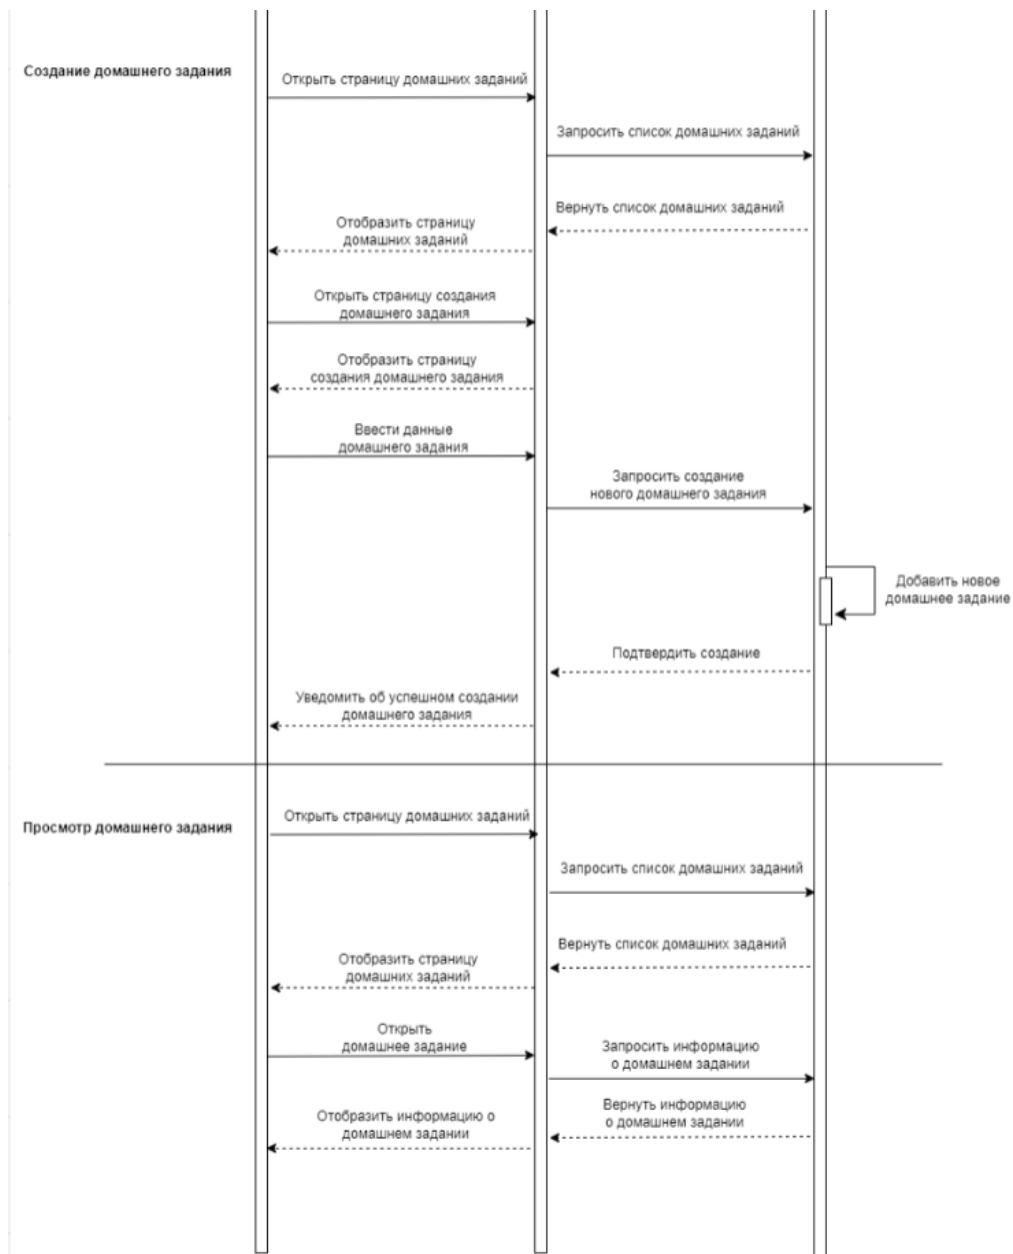 Создание домашнего задания
Открыть страницу домашних заданий
Запросить список домашних заданий
Вернуть список домашних заданий
Отобразить страницу
домашних заданий
Открыть страницу создания
домашнего задания
Отобразить страницу
создания домашнего задания
Ввести данные
домашнего задания
Запросить создание
нового домашнего задания
Добавить новое
домашнее задание
Подтвердить создание
Уведомить об успешном создании
домашнего задания
Просмотр домашнего задания
Открыть страницу домашних заданий
Запросить список домашних заданий
Вернуть список домашних заданий
Отобразить страницу
домашних заданий
Открыть
домашнее задание
Запросить информацию
о домашнем задании
Вернуть информацию
о домашнем задании
Отобразить информацию о
домашнем задании